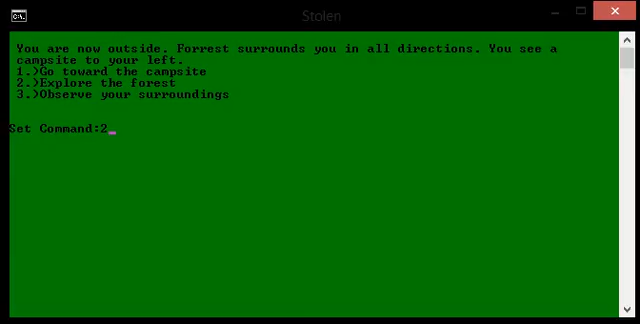 Stolen
You are now outside. Forrest surrounds you in all directions. You see a
campsite to your left.
1.>Go toward the campsite
2.>Explore the forest
3.>Observe your surroundings
Set Command:2